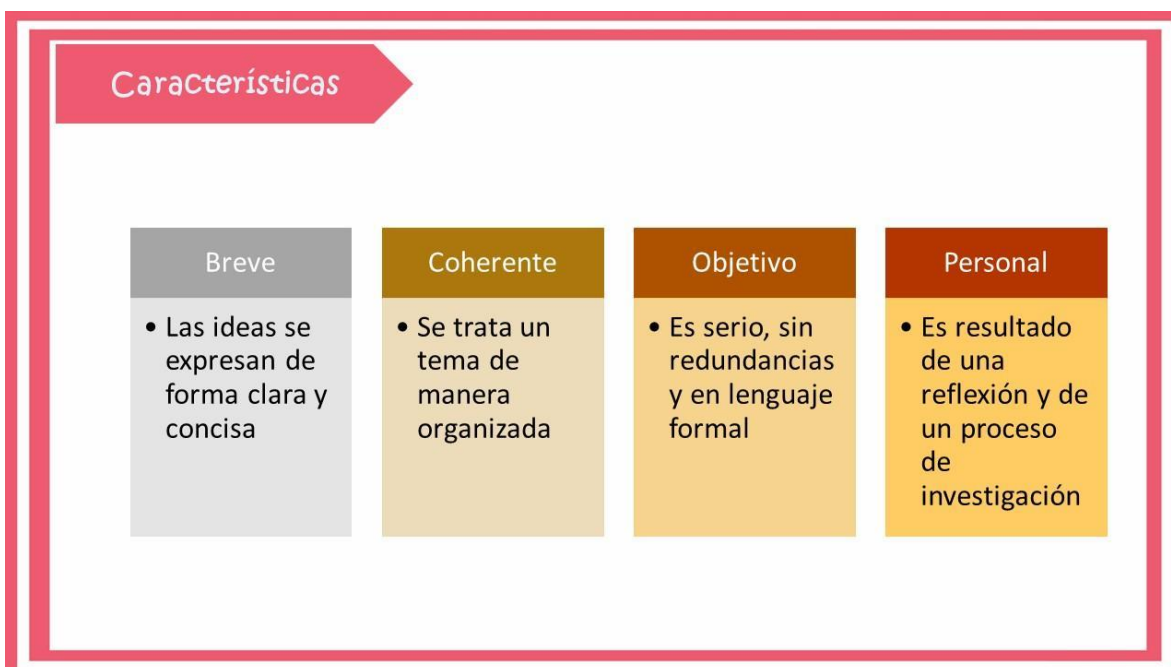 Características
Breve
• Las ideas se
expresan de
forma clara y
concisa
Coherente
• Se trata un
tema de
manera
organizada
Objetivo
• Es serio, sin
redundancias
y en lenguaje
formal
Personal
• Es resultado
de una
reflexión y de
un proceso
de
investigación